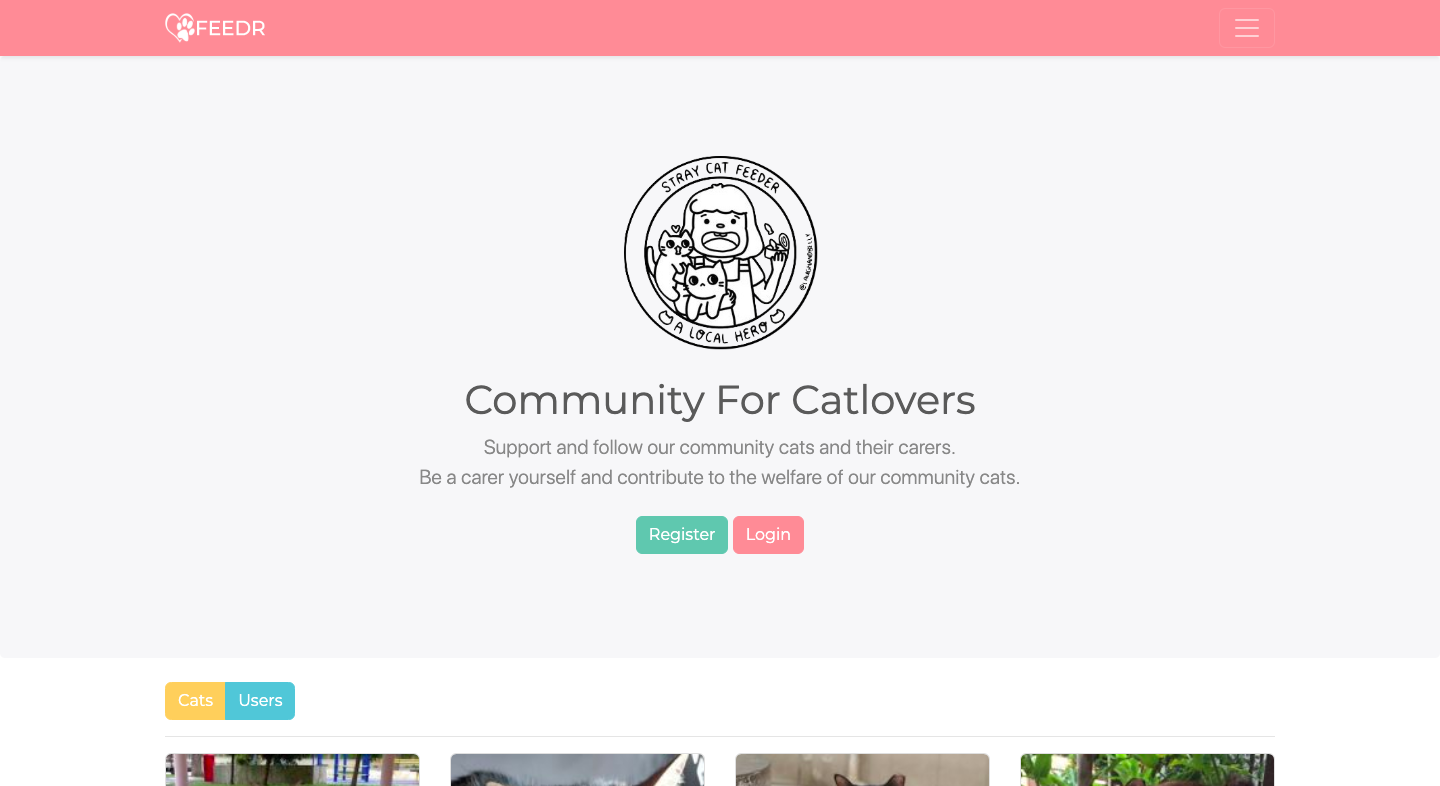 FEEDR
STRAY CAT FEEDER
A LOCAL HERO
Community For Catlovers
Support and follow our community cats and their carers.
Be a carer yourself and contribute to the welfare of our community cats.
Register Login
Cats Users